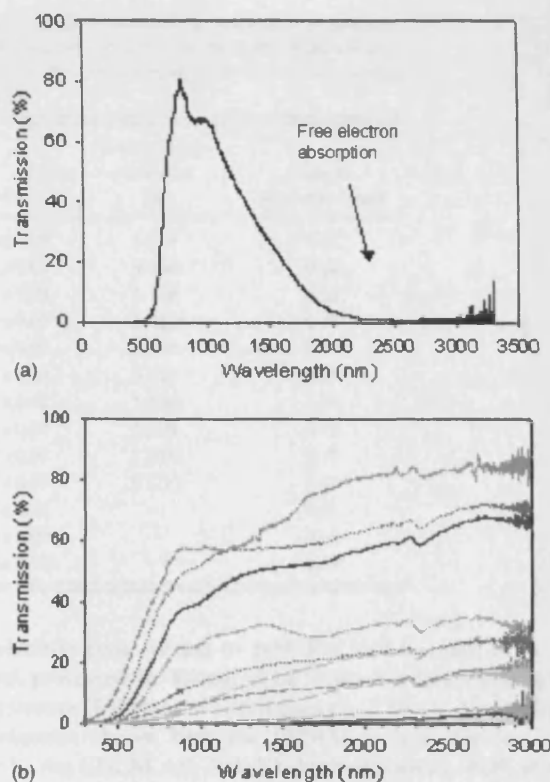 100
80
60
40
20
0
Transmission (%)
Free electron
absorption
0 500 1000 1500 2000 2500 3000 3500
Wavelength (nm)
(a)
100
80
60
40
20
0
Transmission (%)
500 1000 1500 2000 2500 3000
Wavelength (nm)
(b)